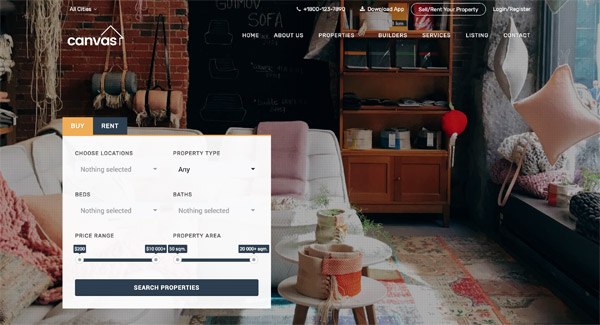 All Cities
+1800-123-7890
Download App
Sell/Rent Your Property
Login/Register
canvas
HOME
ABOUT US
PROPERTIES
BUILDERS
SERVICES
LISTING
CONTACT
GUIMOV
SOFA
BUY
RENT
CHOOSE LOCATIONS
PROPERTY TYPE
Nothing selected
Any
BEDS
BATHS
Nothing selected
Nothing selected
PRICE RANGE
PROPERTY AREA
$200
$10 000+
50 sqm.
20 000+ sqm.
SEARCH PROPERTIES